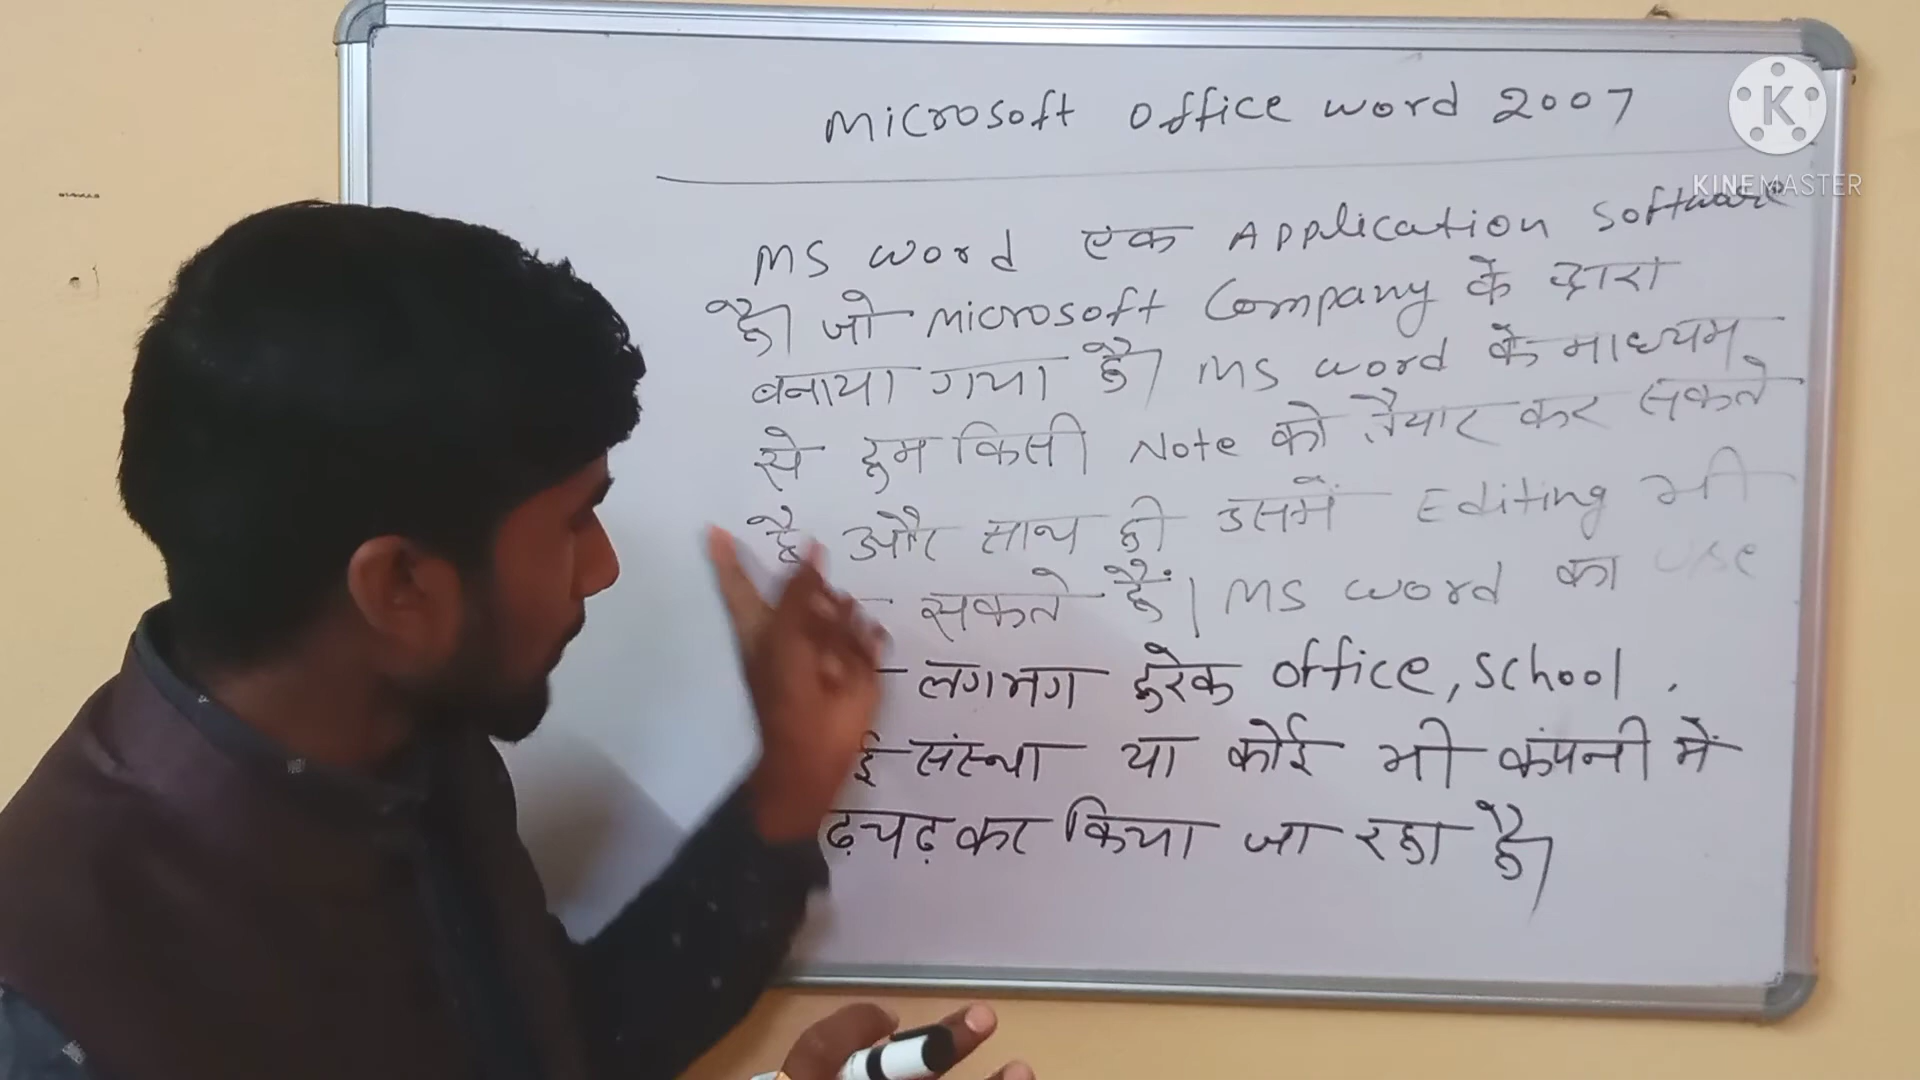 Microsoft office word 2007
K
KINEMASTER
MS word एक Application Software
है। जो Microsoft Company के द्वारा
बनाया गया है। MS word के माध्यम
से हम किसी Note को तैयार कर सकते
है और साथ ही उसमें Editing भी
सकते हैं। MS word का use
लगभग हरेक office, school.
ई संस्था या कोई भी कंपनी में
ढ़चढ़ कर किया जा रहा है।